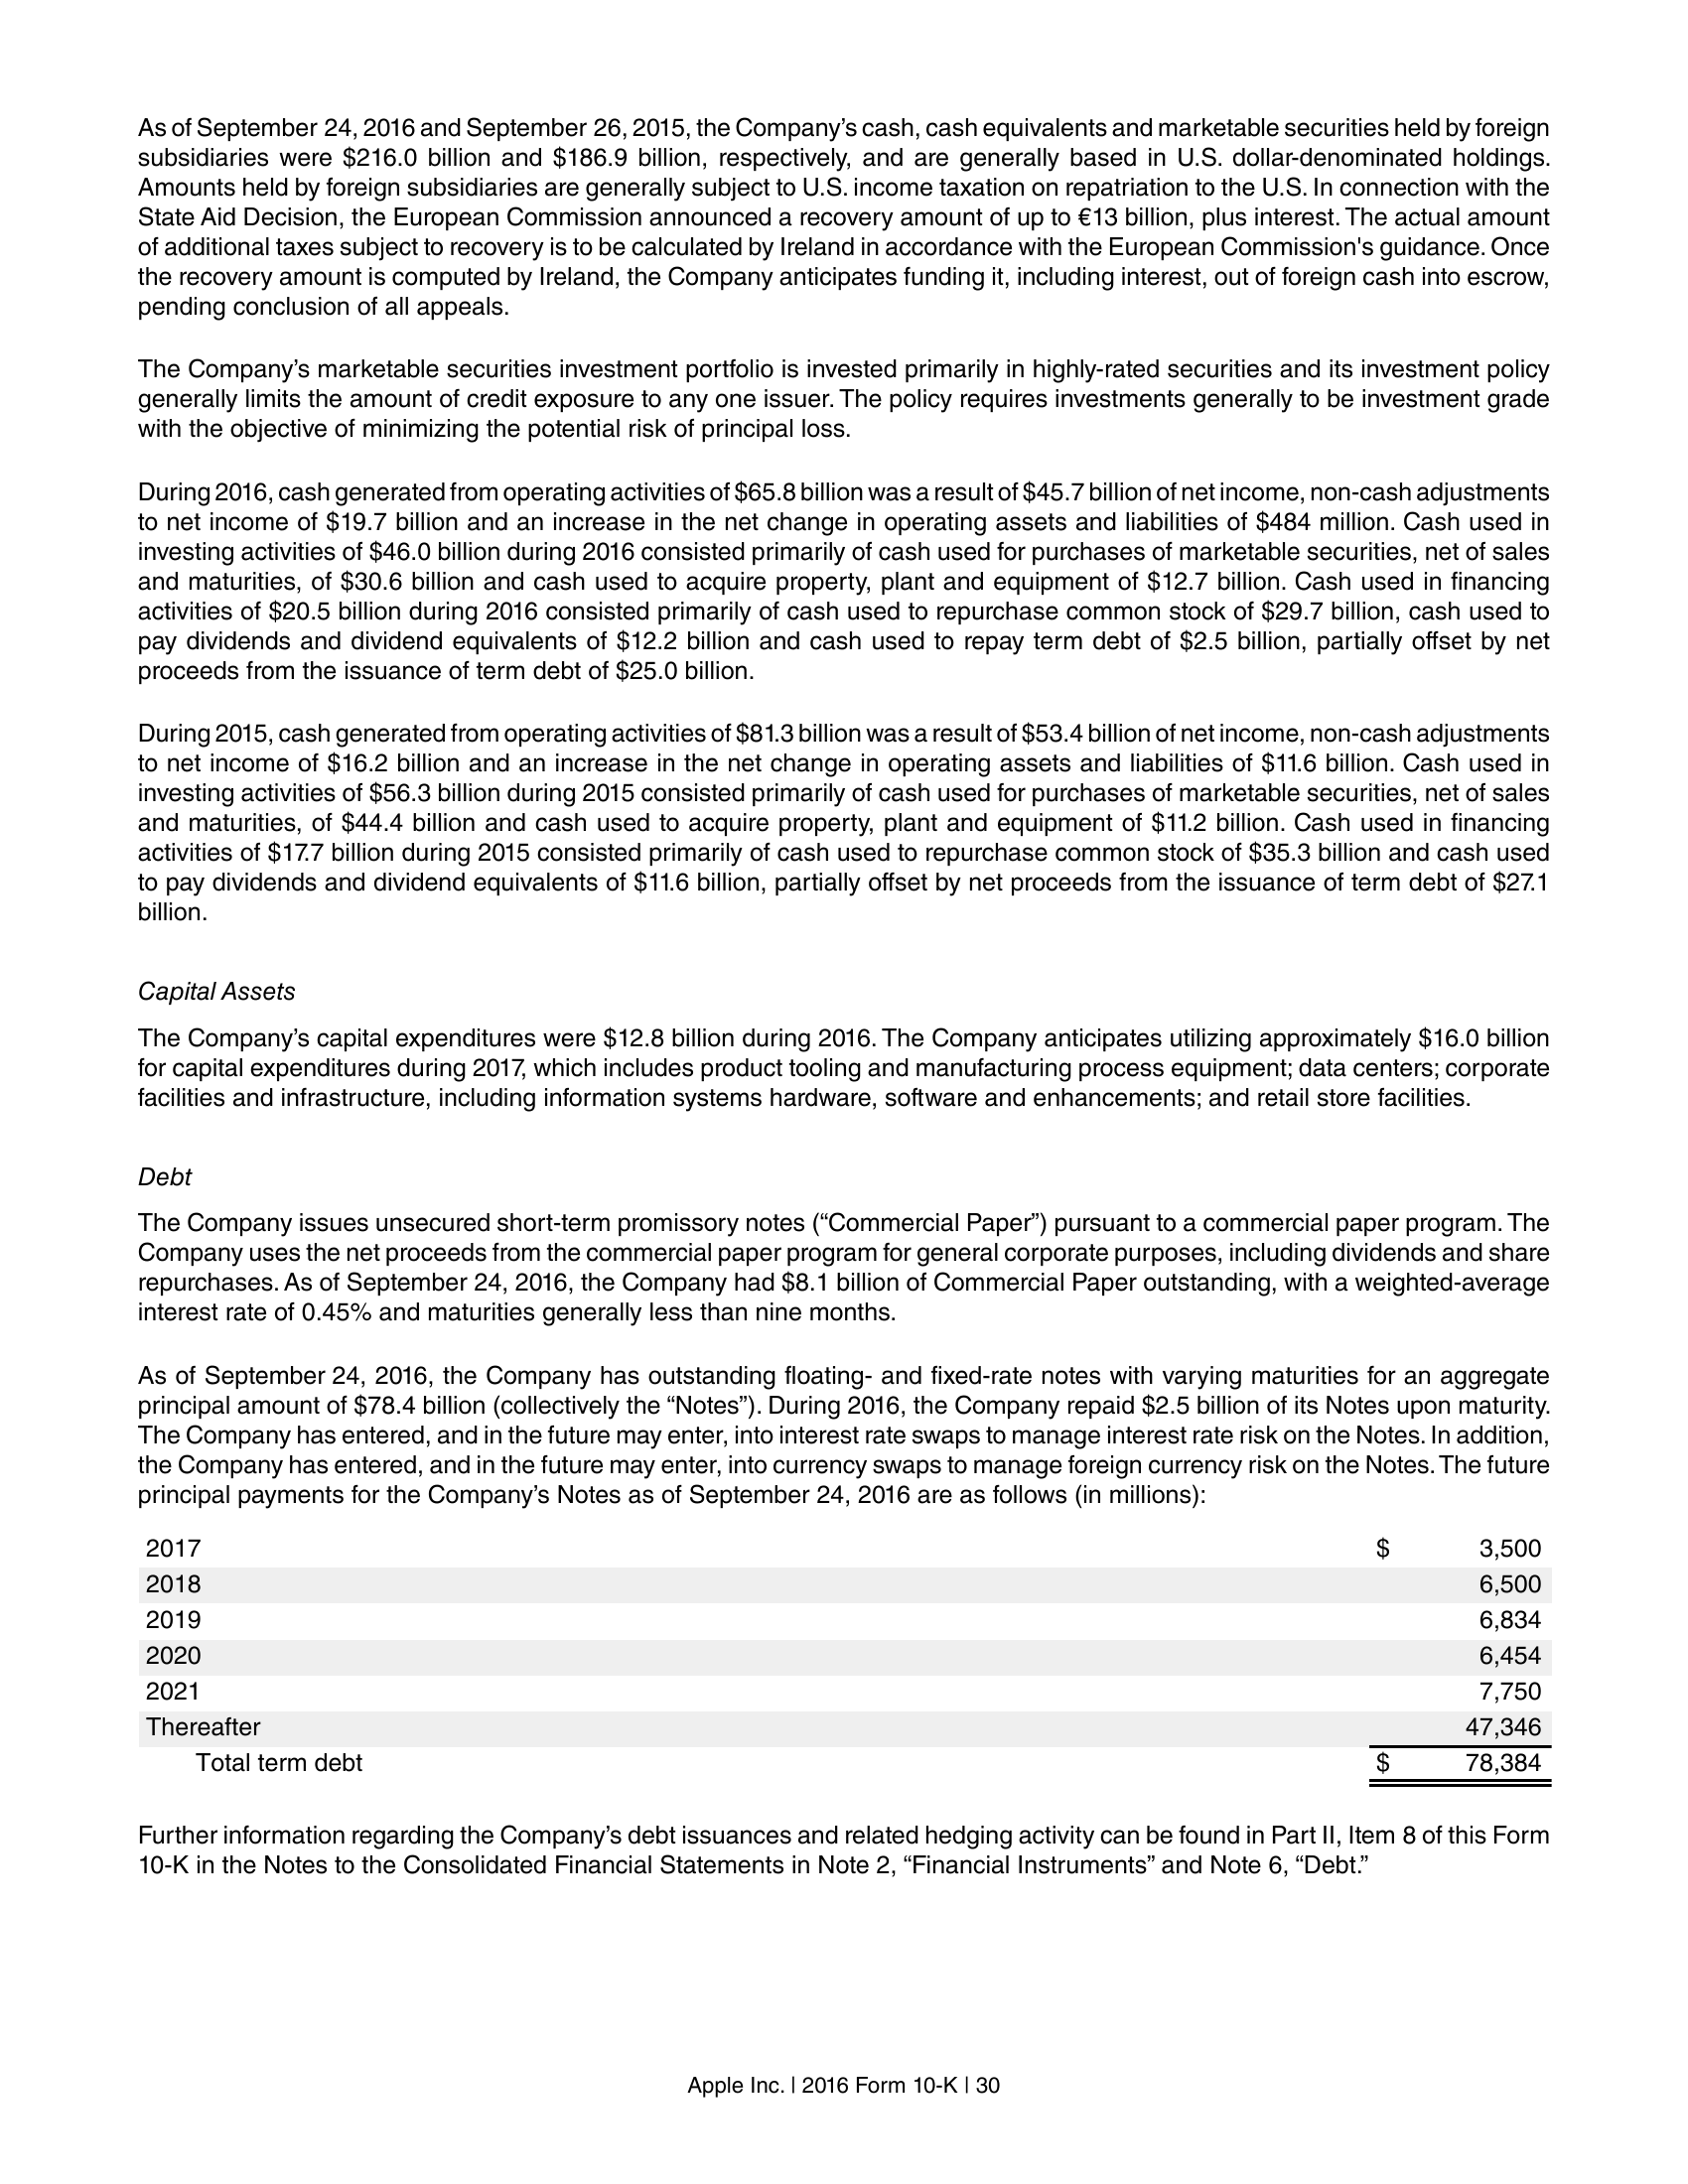 As of September 24, 2016 and September 26, 2015, the Company’s cash, cash equivalents and marketable securities held by foreign
subsidiaries were $216.0 billion and $186.9 billion, respectively, and are generally based in U.S. dollar-denominated holdings.
Amounts held by foreign subsidiaries are generally subject to U.S. income taxation on repatriation to the U.S. In connection with the
State Aid Decision, the European Commission announced a recovery amount of up to €13 billion, plus interest. The actual amount
of additional taxes subject to recovery is to be calculated by Ireland in accordance with the European Commission's guidance. Once
the recovery amount is computed by Ireland, the Company anticipates funding it, including interest, out of foreign cash into escrow,
pending conclusion of all appeals.
The Company’s marketable securities investment portfolio is invested primarily in highly-rated securities and its investment policy
generally limits the amount of credit exposure to any one issuer. The policy requires investments generally to be investment grade
with the objective of minimizing the potential risk of principal loss.
During 2016, cash generated from operating activities of $65.8 billion was a result of $45.7 billion of net income, non-cash adjustments
to net income of $19.7 billion and an increase in the net change in operating assets and liabilities of $484 million. Cash used in
investing activities of $46.0 billion during 2016 consisted primarily of cash used for purchases of marketable securities, net of sales
and maturities, of $30.6 billion and cash used to acquire property, plant and equipment of $12.7 billion. Cash used in financing
activities of $20.5 billion during 2016 consisted primarily of cash used to repurchase common stock of $29.7 billion, cash used to
pay dividends and dividend equivalents of $12.2 billion and cash used to repay term debt of $2.5 billion, partially offset by net
proceeds from the issuance of term debt of $25.0 billion.
During 2015, cash generated from operating activities of $81.3 billion was a result of $53.4 billion of net income, non-cash adjustments
to net income of $16.2 billion and an increase in the net change in operating assets and liabilities of $11.6 billion. Cash used in
investing activities of $56.3 billion during 2015 consisted primarily of cash used for purchases of marketable securities, net of sales
and maturities, of $44.4 billion and cash used to acquire property, plant and equipment of $11.2 billion. Cash used in financing
activities of $17.7 billion during 2015 consisted primarily of cash used to repurchase common stock of $35.3 billion and cash used
to pay dividends and dividend equivalents of $11.6 billion, partially offset by net proceeds from the issuance of term debt of $27.1
billion.
Capital Assets
The Company’s capital expenditures were $12.8 billion during 2016. The Company anticipates utilizing approximately $16.0 billion
for capital expenditures during 2017, which includes product tooling and manufacturing process equipment; data centers; corporate
facilities and infrastructure, including information systems hardware, software and enhancements; and retail store facilities.
Debt
The Company issues unsecured short-term promissory notes (“Commercial Paper”) pursuant to a commercial paper program. The
Company uses the net proceeds from the commercial paper program for general corporate purposes, including dividends and share
repurchases. As of September 24, 2016, the Company had $8.1 billion of Commercial Paper outstanding, with a weighted-average
interest rate of 0.45% and maturities generally less than nine months.
As of September 24, 2016, the Company has outstanding floating- and fixed-rate notes with varying maturities for an aggregate
principal amount of $78.4 billion (collectively the “Notes”). During 2016, the Company repaid $2.5 billion of its Notes upon maturity.
The Company has entered, and in the future may enter, into interest rate swaps to manage interest rate risk on the Notes. In addition,
the Company has entered, and in the future may enter, into currency swaps to manage foreign currency risk on the Notes. The future
principal payments for the Company’s Notes as of September 24, 2016 are as follows (in millions):
2017 $ 3,500
2018 6,500
2019 6,834
2020 6,454
2021 7,750
Thereafter 47,346
Total term debt $ 78,384
Further information regarding the Company’s debt issuances and related hedging activity can be found in Part II, Item 8 of this Form
10-K in the Notes to the Consolidated Financial Statements in Note 2, “Financial Instruments” and Note 6, “Debt.”
Apple Inc. | 2016 Form 10-K | 30